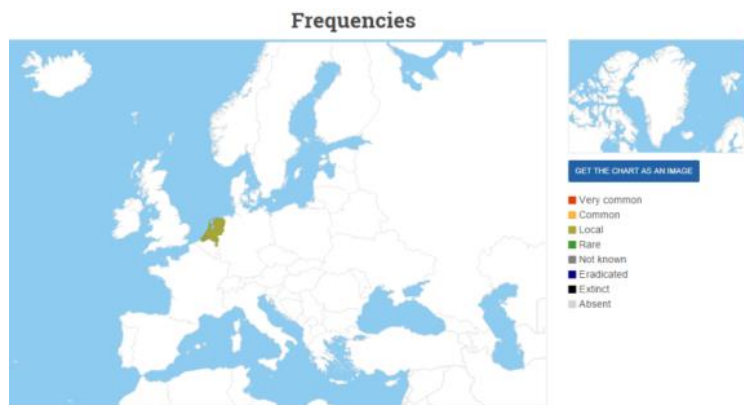 Frequencies
GET THE CHART AS AN IMAGE
Very common
Common
Local
Rare
Not known
Eradicated
Extinct
Absent